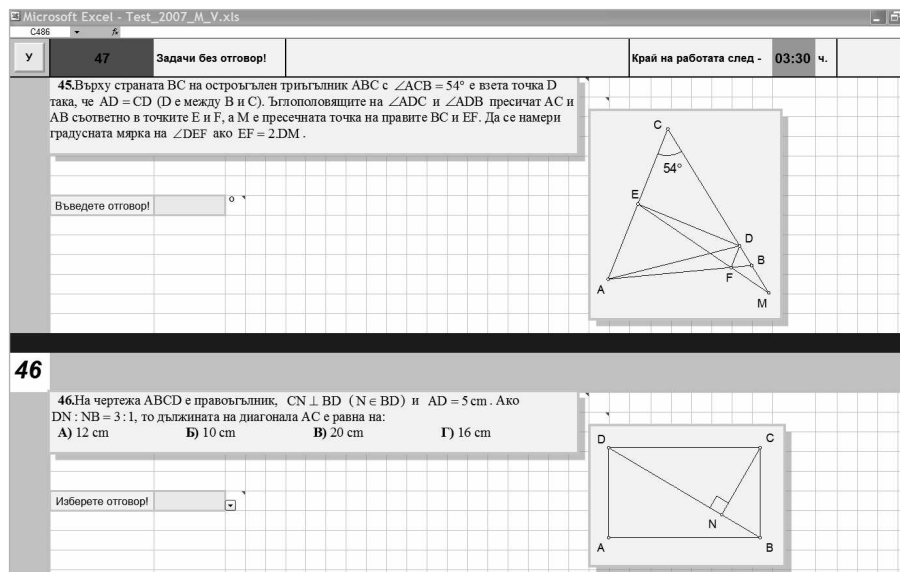 Microsoft Excel - Test_2007_M_V.xls
C486 fx
У 47 Задачи без отговор! Край на работата след - 03:30 ч.
45.Върху страната BC на остроъгълен триъгълник ABC с ∠ACB = 54° е взета точка D
така, че AD = CD (D е между B и C). Ъглополовящите на ∠ADC и ∠ADB пресичат AC и
AB съответно в точките E и F, а M е пресечната точка на правите BC и EF. Да се намери
градусната мярка на ∠DEF ако EF = 2.DM .
C
54°
E
Въведете отговор! o
D
B
F
A
M
46
46.На чертежа ABCD е правоъгълник, CN ⊥ BD ( N ∈ BD) и AD = 5 cm . Ако
DN : NB = 3 : 1, то дължината на диагонала AC е равна на:
А) 12 cm Б) 10 cm В) 20 cm Г) 16 cm
D C
Изберете отговор!
N
A B